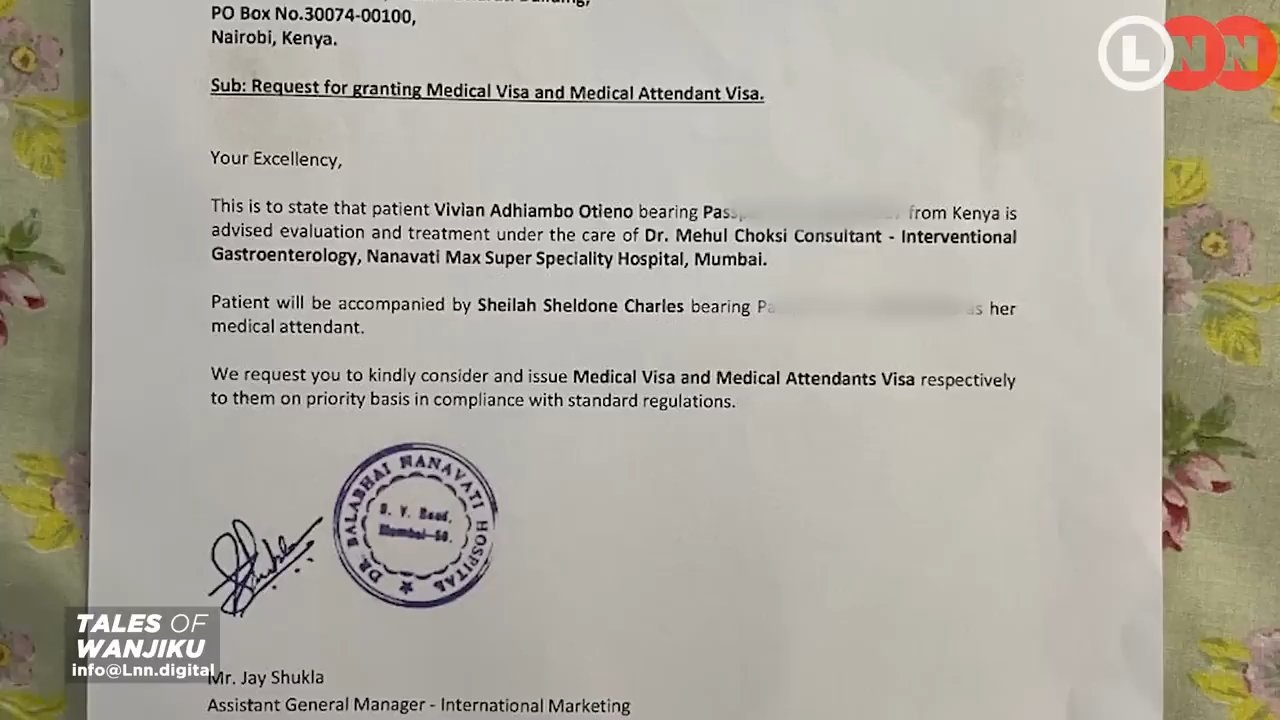 PO Box No.30074-00100,
Nairobi, Kenya.
Sub: Request for granting Medical Visa and Medical Attendant Visa.
Your Excellency,
This is to state that patient Vivian Adhiambo Otieno bearing from Kenya is
advised evaluation and treatment under the care of Dr. Mehul Choksi Consultant - Interventional
Gastroenterology, Nanavati Max Super Speciality Hospital, Mumbai.
Patient will be accompanied by Sheilah Sheldone Charles bearing as her
medical attendant.
We request you to kindly consider and issue Medical Visa and Medical Attendants Visa respectively
to them on priority basis in compliance with standard regulations.
DR. BALABHAI NANAVATI HOSPITAL
S. V. Road,
Mumbai-56.
Shukla
Mr. Jay Shukla
Assistant General Manager - International Marketing
LNN
TALES OF
WANJIKU
info@Lnn.digital